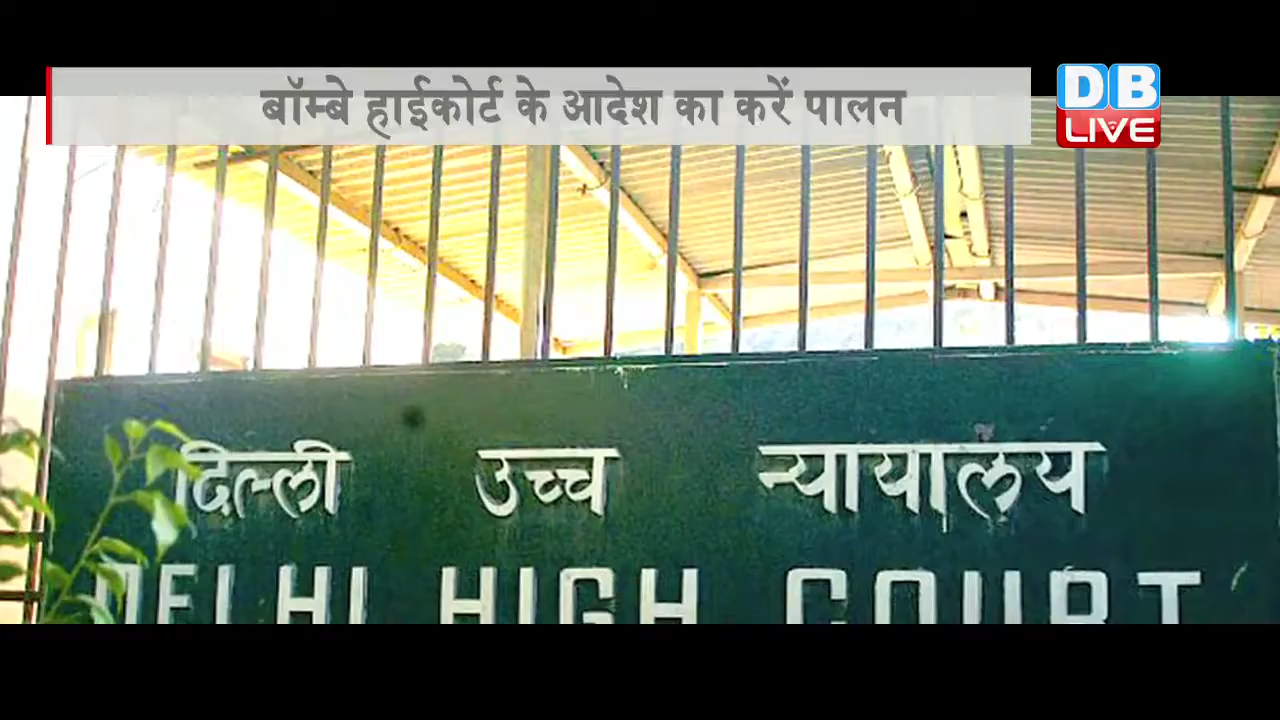 बॉम्बे हाईकोर्ट के आदेश का करें पालन
DB
LIVE
दिल्ली उच्च न्यायालय
DELHI HIGH COURT